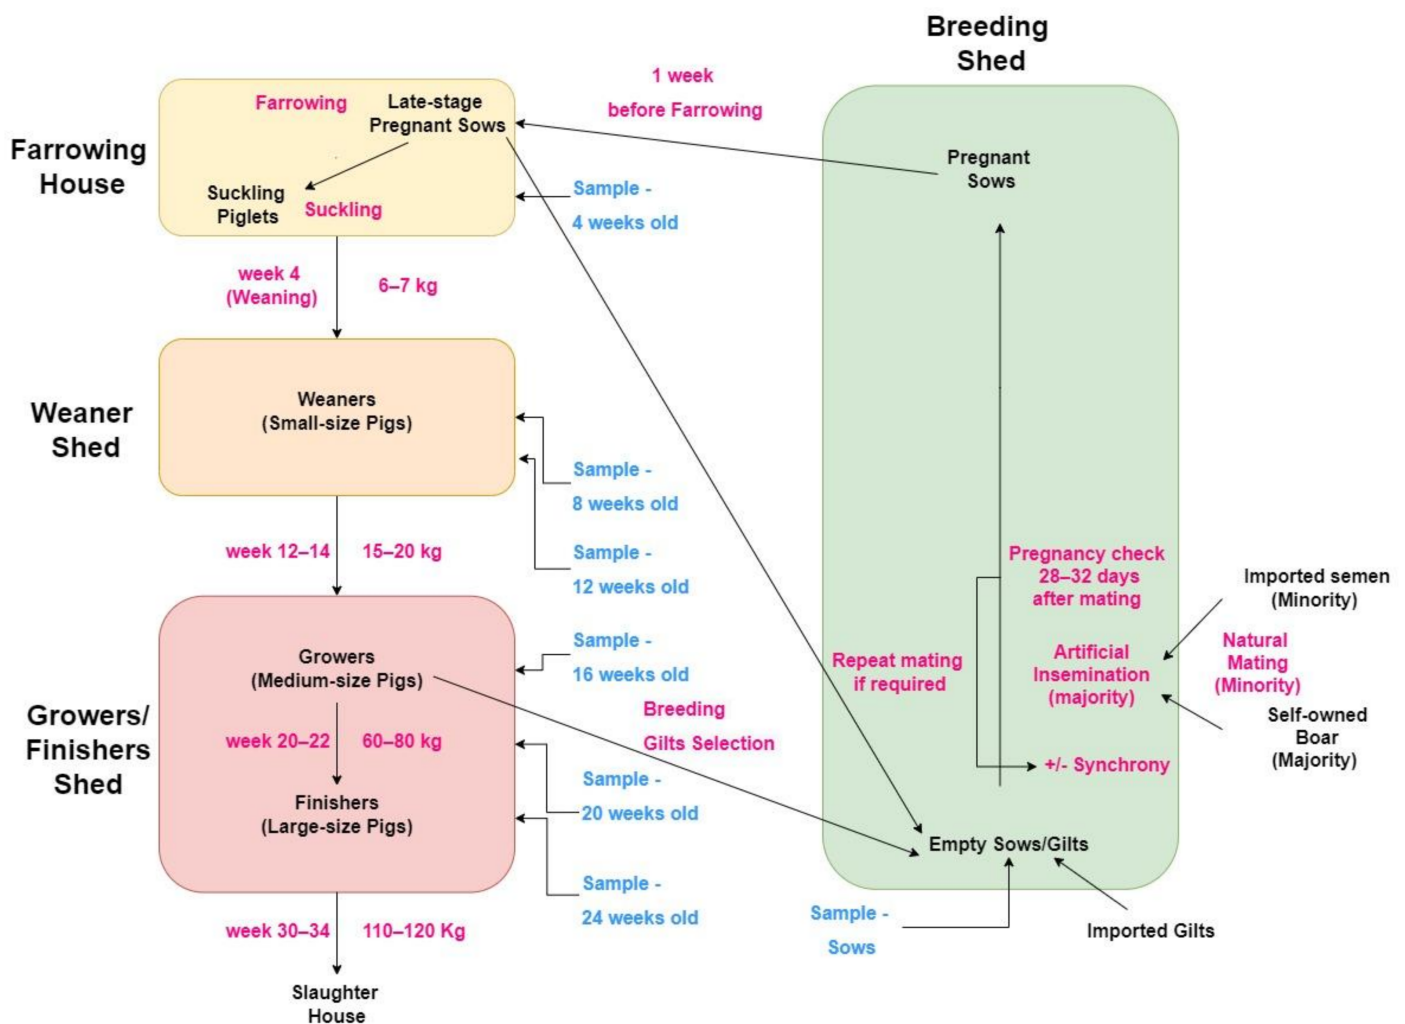 Breeding
Shed
1 week
before Farrowing
Farrowing
House
Farrowing
Late-stage
Pregnant Sows
Suckling
Piglets
Suckling
Pregnant
Sows
Sample -
4 weeks old
week 4
(Weaning)
6–7 kg
Weaner
Shed
Weaners
(Small-size Pigs)
Sample -
8 weeks old
Sample -
12 weeks old
week 12–14
15–20 kg
Growers/
Finishers
Shed
Growers
(Medium-size Pigs)
Sample -
16 weeks old
Breeding
Gilts Selection
week 20–22
60–80 kg
Finishers
(Large-size Pigs)
Sample -
20 weeks old
Sample -
24 weeks old
week 30–34
110–120 Kg
Slaughter
House
Pregnancy check
28–32 days
after mating
Repeat mating
if required
Artificial
Insemination
(majority)
Imported semen
(Minority)
Natural
Mating
(Minority)
Self-owned
Boar
(Majority)
+/- Synchrony
Empty Sows/Gilts
Sample -
Sows
Imported Gilts